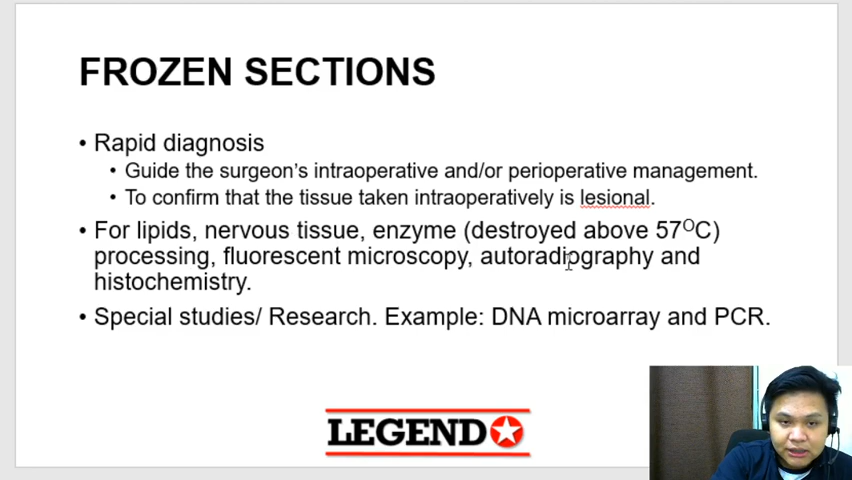 FROZEN SECTIONS
• Rapid diagnosis
• Guide the surgeon's intraoperative and/or perioperative management.
• To confirm that the tissue taken intraoperatively is lesional.
• For lipids, nervous tissue, enzyme (destroyed above 57ᴼC)
processing, fluorescent microscopy, autoradiography and
histochemistry.
• Special studies/ Research. Example: DNA microarray and PCR.
LEGEND